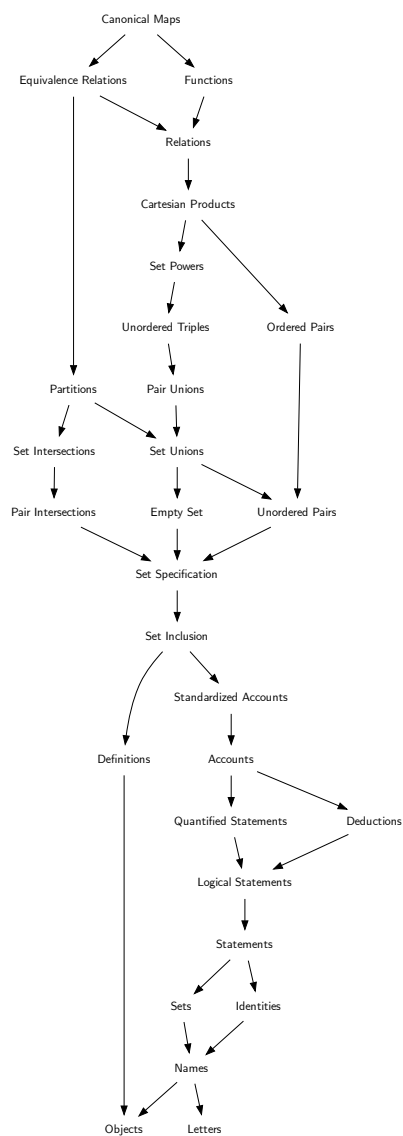 Canonical Maps
Equivalence Relations
Functions
Relations
Cartesian Products
Set Powers
Unordered Triples
Ordered Pairs
Partitions
Pair Unions
Set Intersections
Set Unions
Pair Intersections
Empty Set
Unordered Pairs
Set Specification
Set Inclusion
Standardized Accounts
Definitions
Accounts
Quantified Statements
Deductions
Logical Statements
Statements
Sets
Identities
Names
Objects
Letters